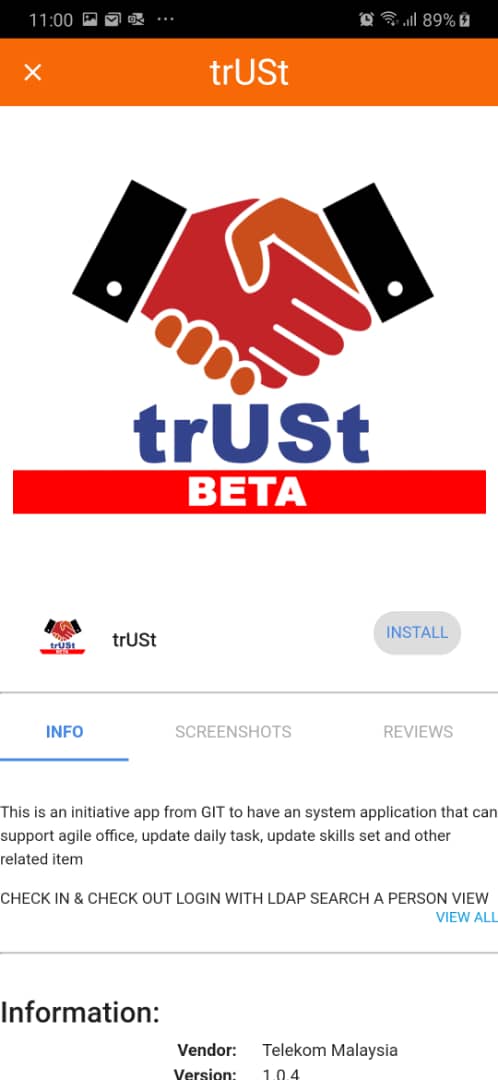 11:00 89%
trUSt
trUSt
BETA
trUSt
BETA
trUSt
INSTALL
INFO SCREENSHOTS REVIEWS
This is an initiative app from GIT to have an system application that can
support agile office, update daily task, update skills set and other
related item
CHECK IN & CHECK OUT LOGIN WITH LDAP SEARCH A PERSON VIEW
VIEW ALL
Information:
Vendor: Telekom Malaysia
Version: 1.0.4